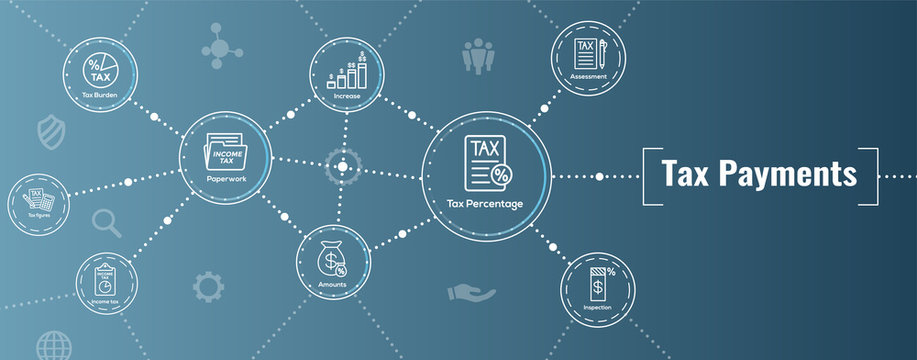 % TAX
Tax Burden
$ $ $$ $$
Increase
TAX
Assessment
INCOME
TAX
Paperwork
TAX
%
Tax Percentage
Tax Payments
TAX
Tax figures
INCOME
TAX
Income tax
$
%
Amounts
%
$
Inspection